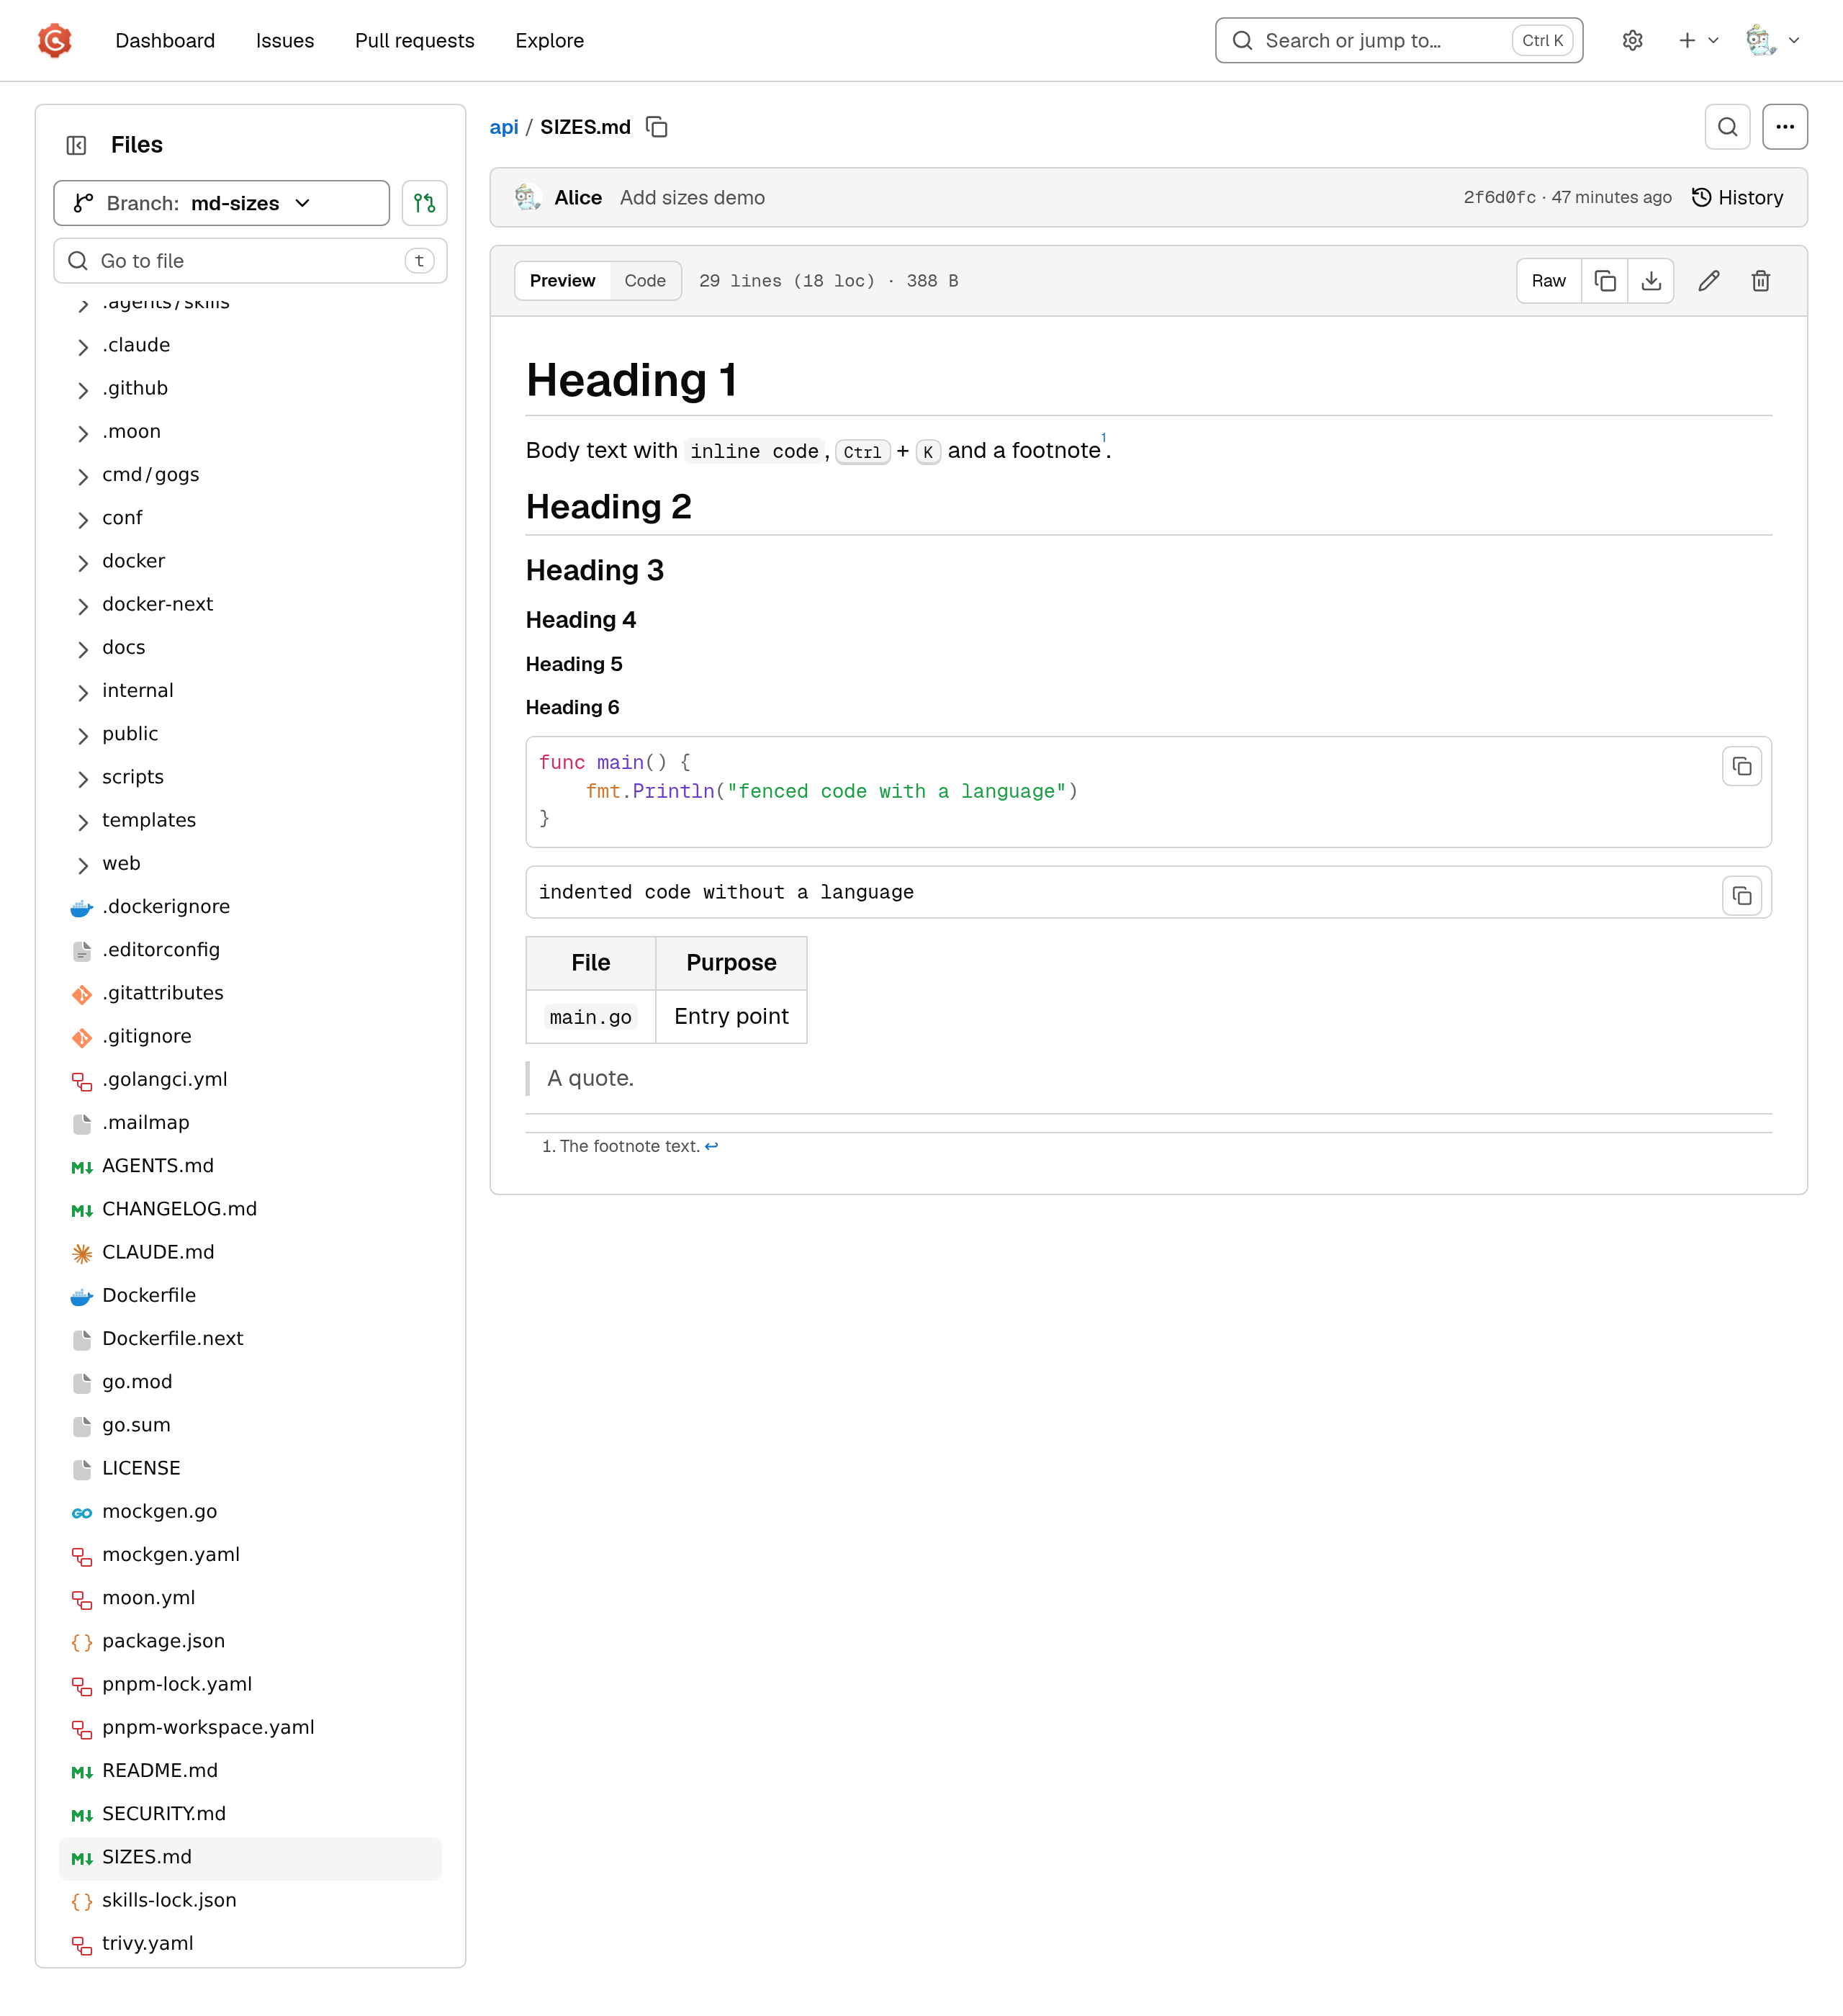 Dashboard Issues Pull requests Explore Search or jump to... Ctrl K
Files
Branch: md-sizes
Go to file t
.agents/skills
.claude
.github
.moon
cmd/gogs
conf
docker
docker-next
docs
internal
public
scripts
templates
web
.dockerignore
.editorconfig
.gitattributes
.gitignore
.golangci.yml
.mailmap
AGENTS.md
CHANGELOG.md
CLAUDE.md
Dockerfile
Dockerfile.next
go.mod
go.sum
LICENSE
mockgen.go
mockgen.yaml
moon.yml
package.json
pnpm-lock.yaml
pnpm-workspace.yaml
README.md
SECURITY.md
SIZES.md
skills-lock.json
trivy.yaml
api / SIZES.md
Alice Add sizes demo 2f6d0fc · 47 minutes ago History
Preview Code 29 lines (18 loc) · 388 B Raw
Heading 1
Body text with inline code, Ctrl + K and a footnote1.
Heading 2
Heading 3
Heading 4
Heading 5
Heading 6
func main() {
    fmt.Println("fenced code with a language")
}
indented code without a language
File Purpose
main.go Entry point
A quote.
1. The footnote text. ↩